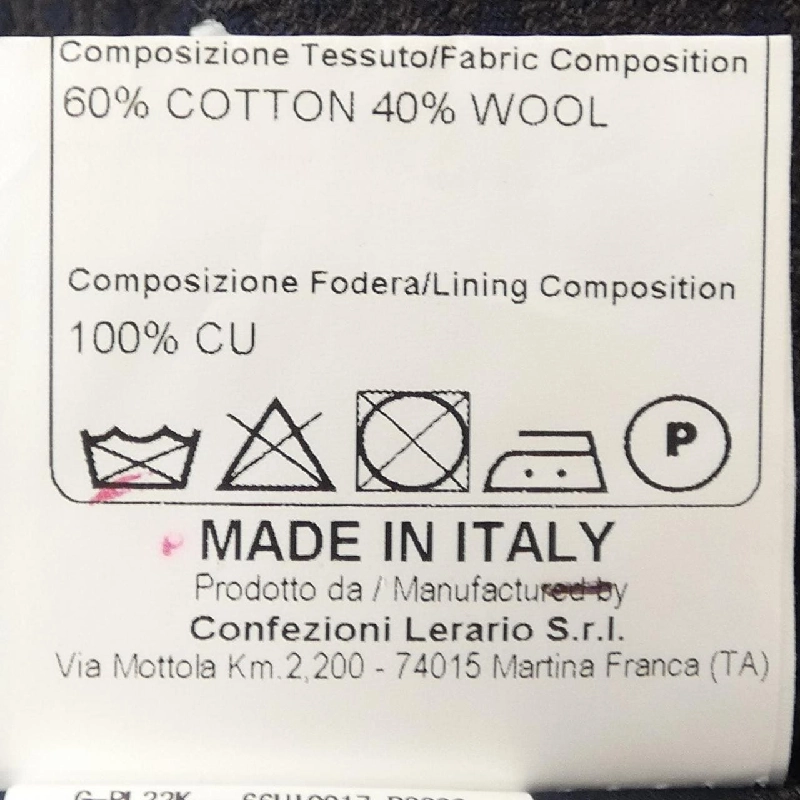 Composizione Tessuto/Fabric Composition
60% COTTON 40% WOOL
Composizione Fodera/Lining Composition
100% CU
P
MADE IN ITALY
Prodotto da / Manufactured by
Confezioni Lerario S.r.l.
Via Mottola Km.2,200 - 74015 Martina Franca (TA)